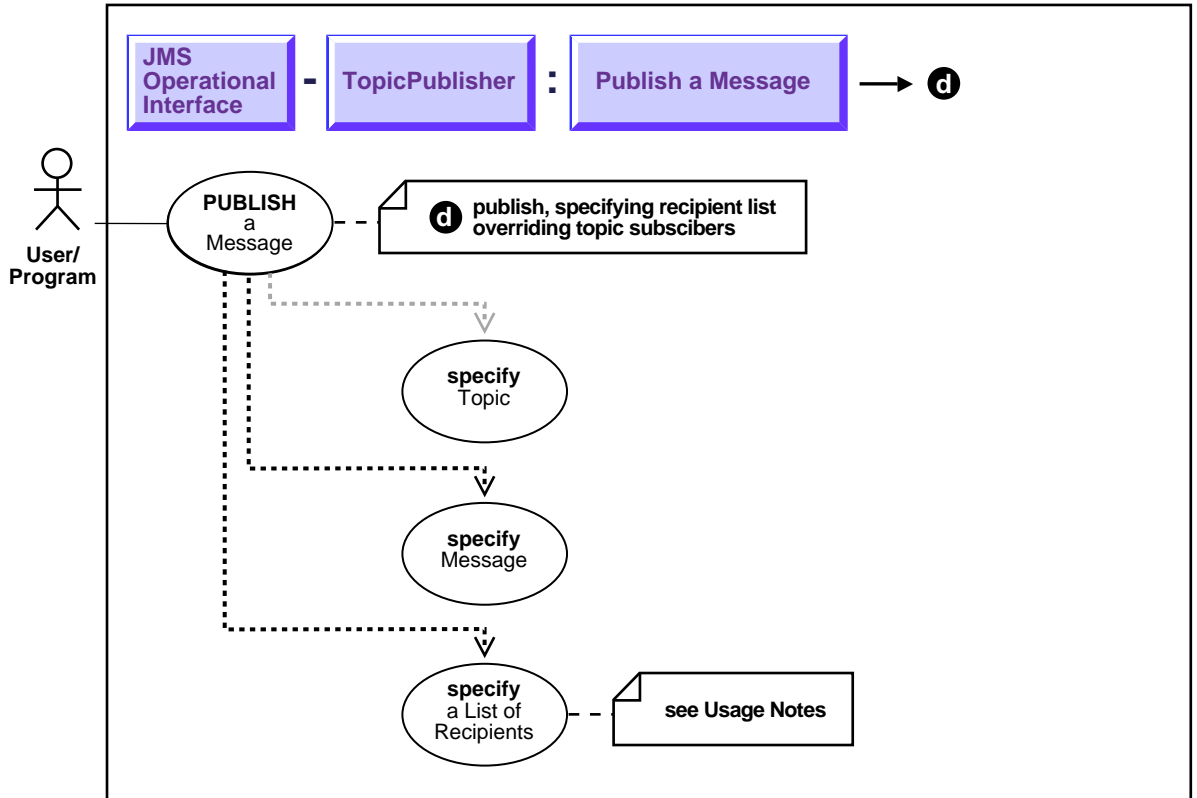 JMS
Operational
Interface
-
TopicPublisher
:
Publish a Message
d
PUBLISH
a
Message
d
publish, specifying recipient list
overriding topic subscibers
User/
Program
specify
Topic
specify
Message
specify
a List of
Recipients
see Usage Notes